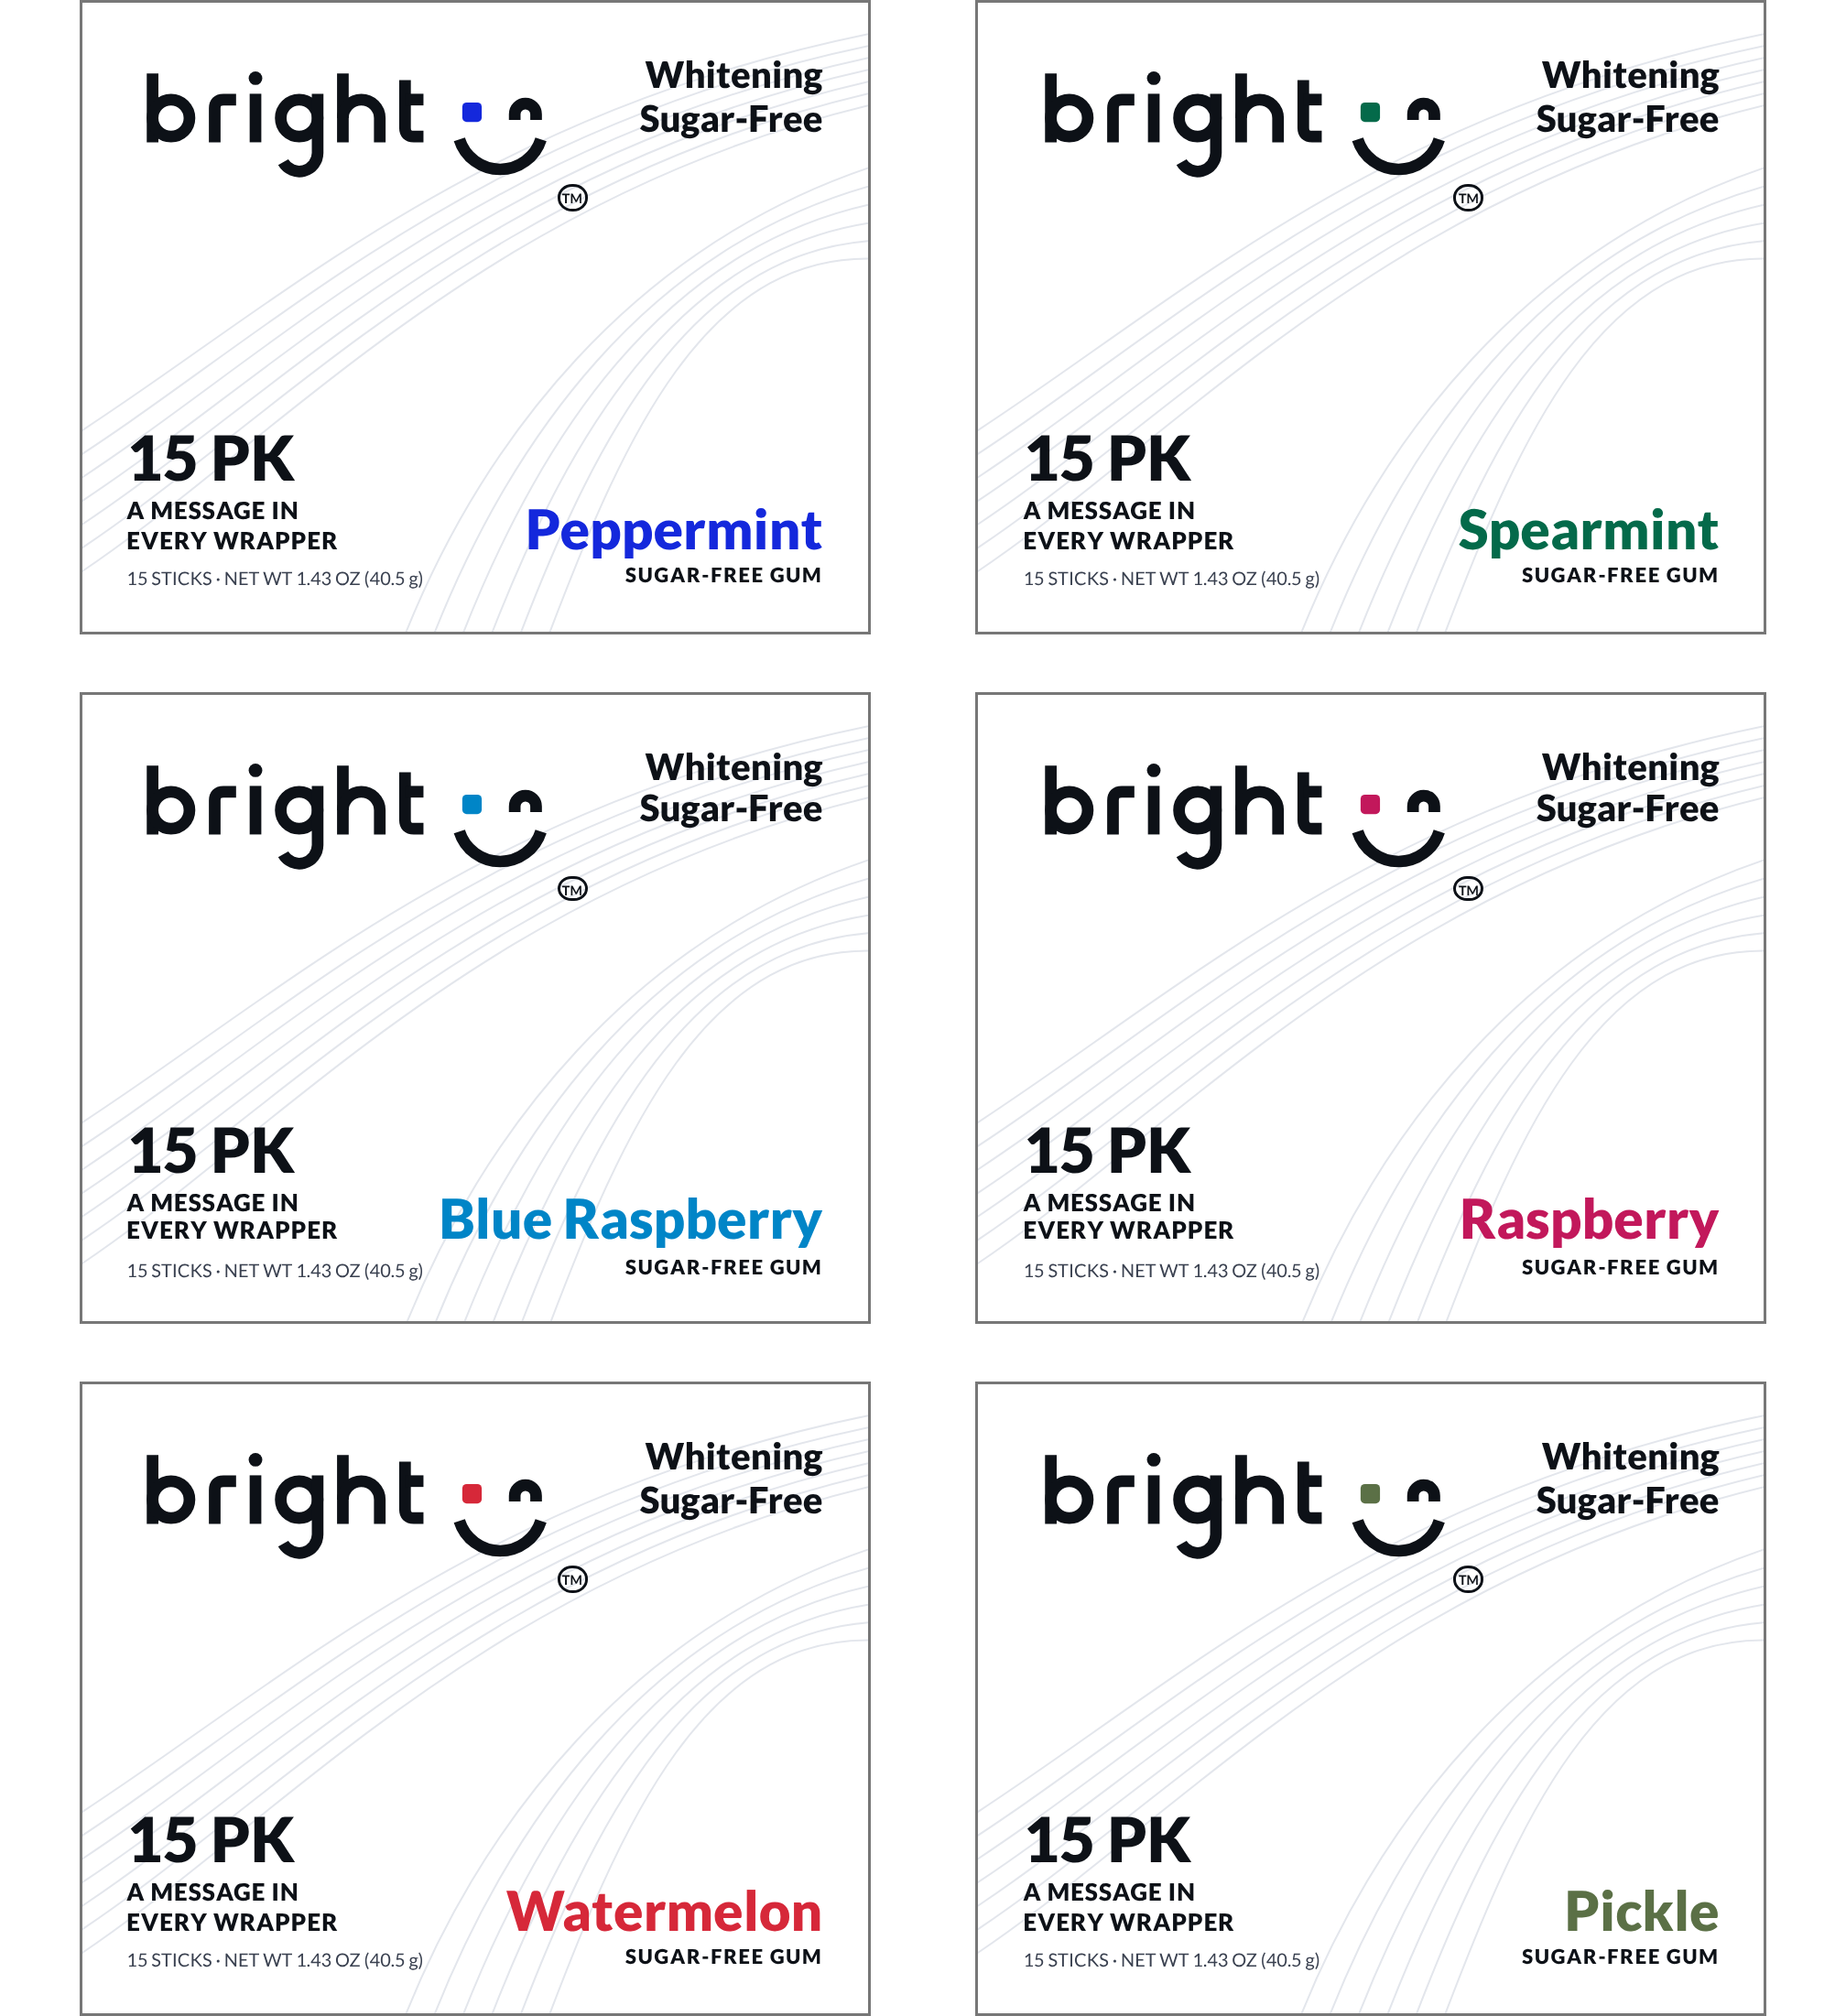 bright
TM
Whitening
Sugar-Free
15 PK
A MESSAGE IN
EVERY WRAPPER
15 STICKS · NET WT 1.43 OZ (40.5 g)
Peppermint
SUGAR-FREE GUM
bright
TM
Whitening
Sugar-Free
15 PK
A MESSAGE IN
EVERY WRAPPER
15 STICKS · NET WT 1.43 OZ (40.5 g)
Spearmint
SUGAR-FREE GUM
bright
TM
Whitening
Sugar-Free
15 PK
A MESSAGE IN
EVERY WRAPPER
15 STICKS · NET WT 1.43 OZ (40.5 g)
Blue Raspberry
SUGAR-FREE GUM
bright
TM
Whitening
Sugar-Free
15 PK
A MESSAGE IN
EVERY WRAPPER
15 STICKS · NET WT 1.43 OZ (40.5 g)
Raspberry
SUGAR-FREE GUM
bright
TM
Whitening
Sugar-Free
15 PK
A MESSAGE IN
EVERY WRAPPER
15 STICKS · NET WT 1.43 OZ (40.5 g)
Watermelon
SUGAR-FREE GUM
bright
TM
Whitening
Sugar-Free
15 PK
A MESSAGE IN
EVERY WRAPPER
15 STICKS · NET WT 1.43 OZ (40.5 g)
Pickle
SUGAR-FREE GUM